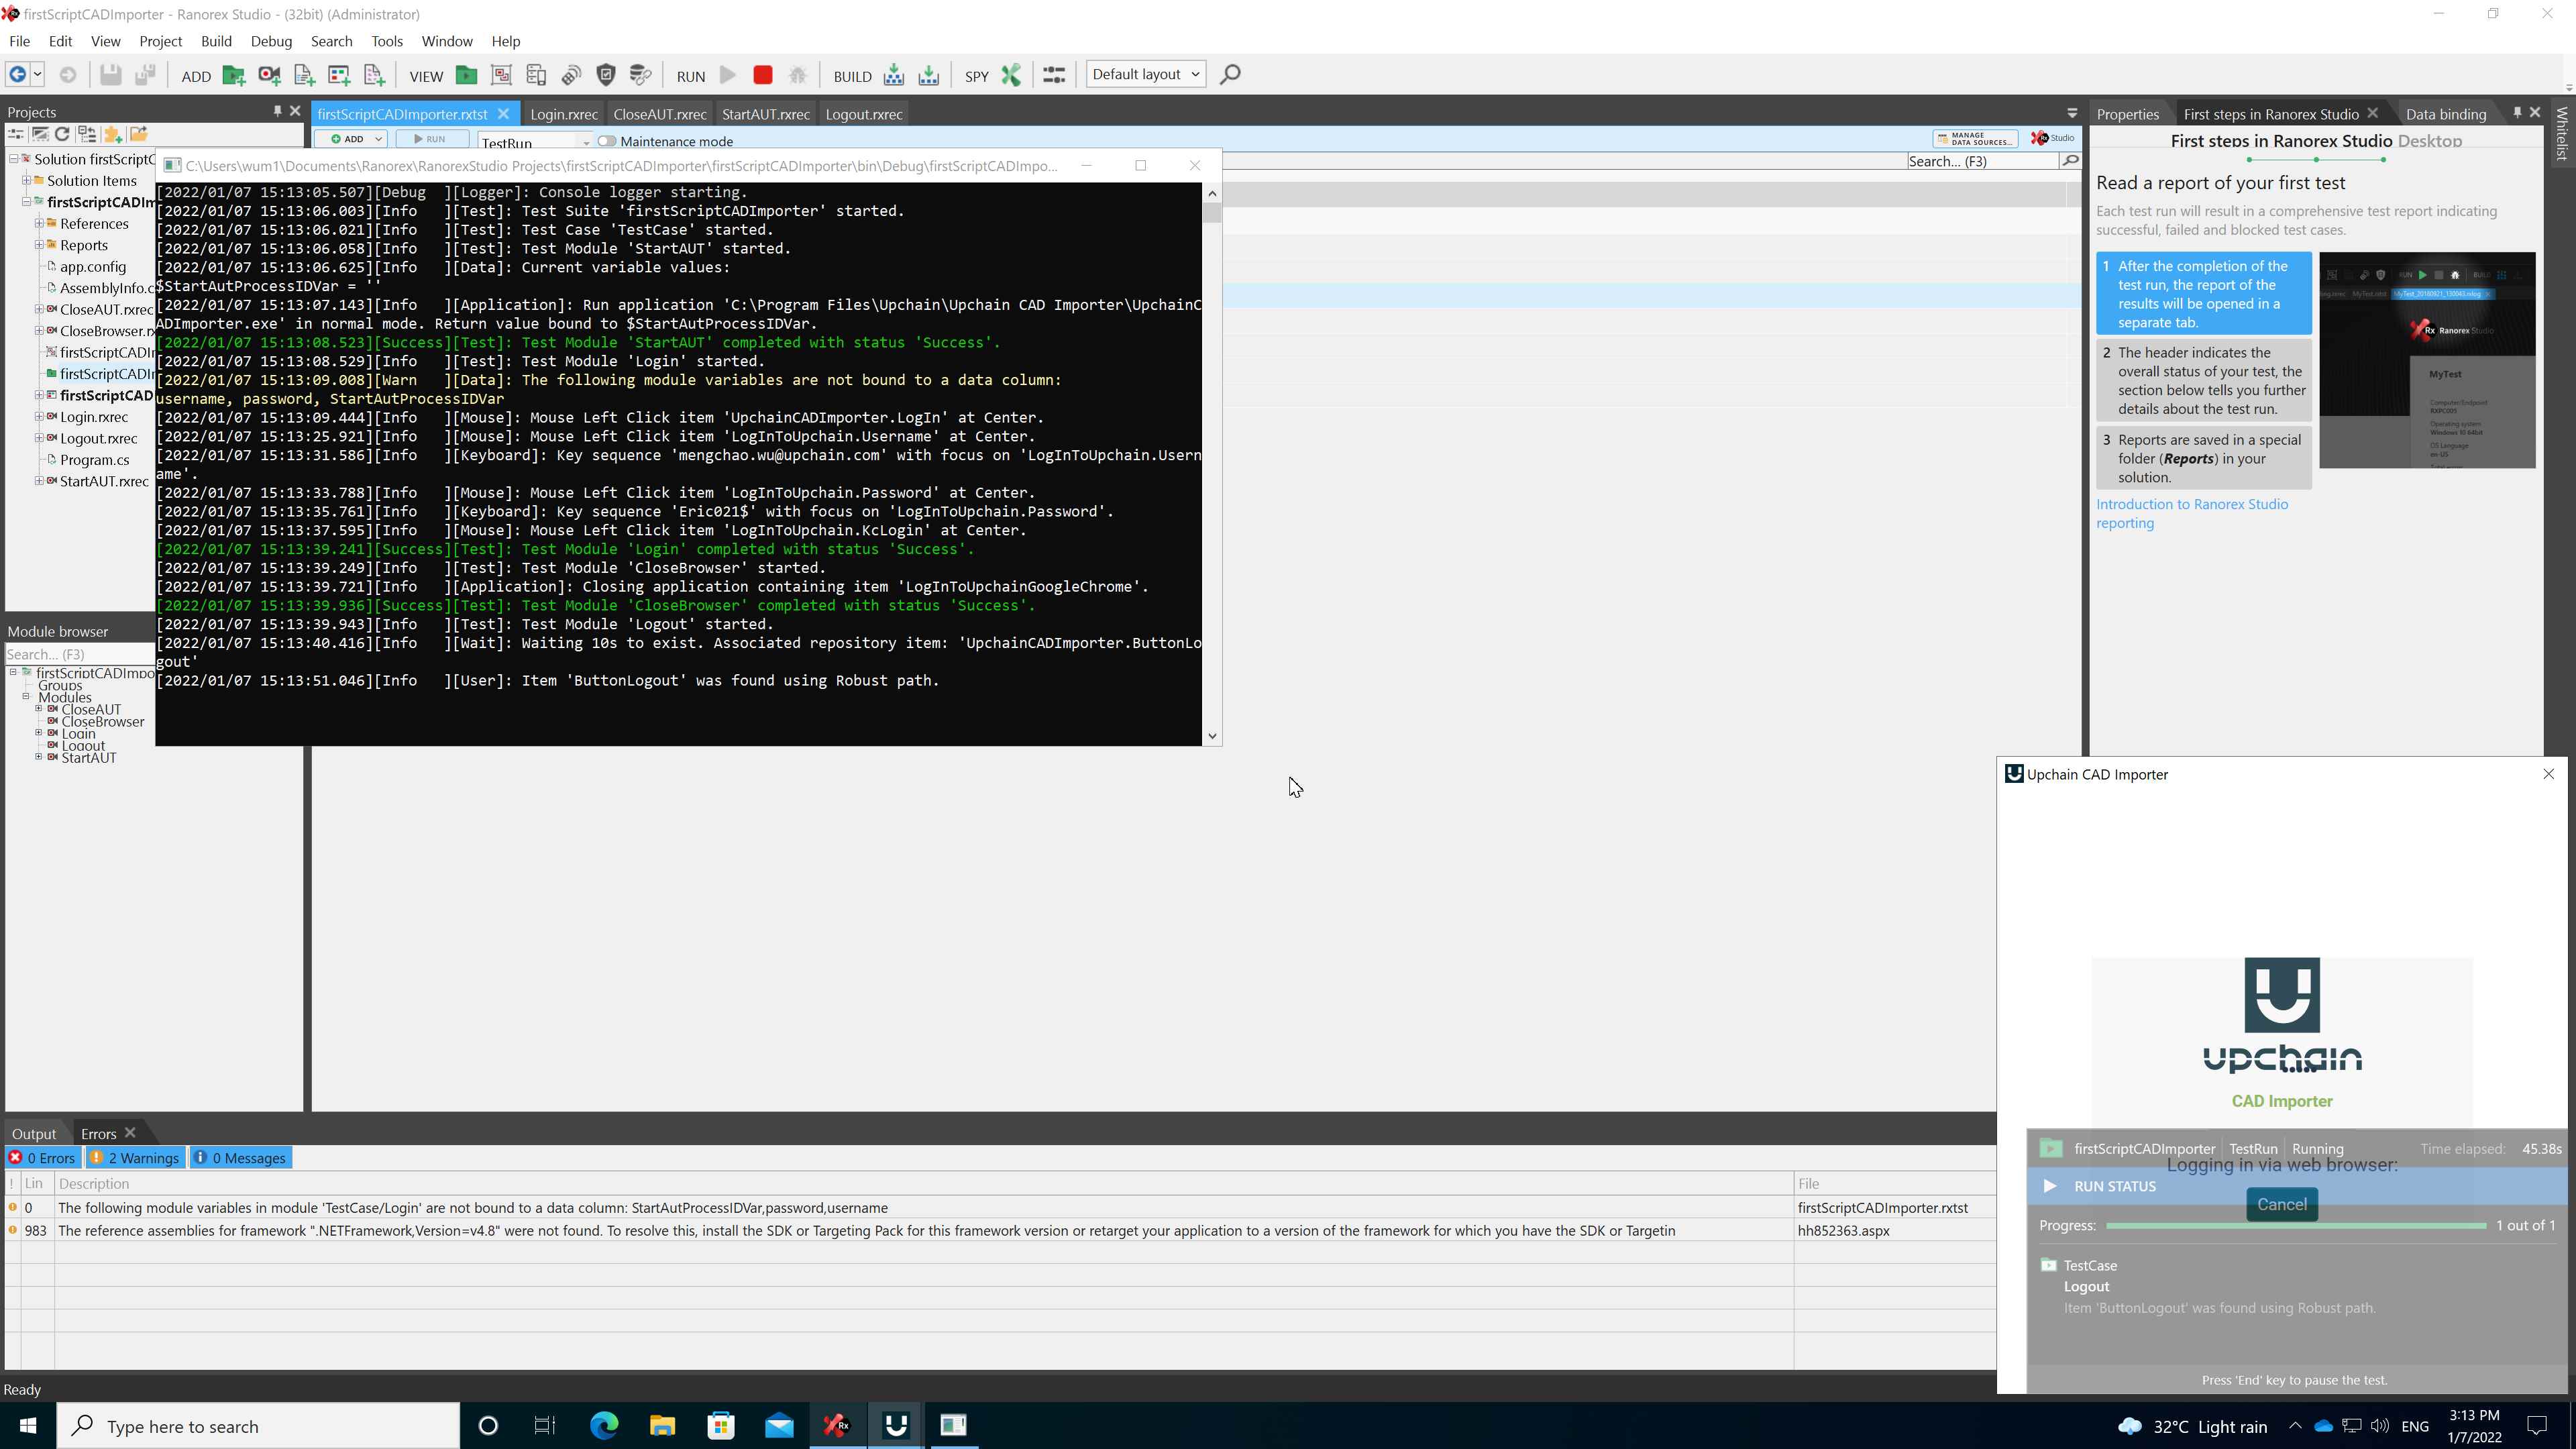 firstScriptCADImporter - Ranorex Studio - (32bit) (Administrator)
File Edit View Project Build Debug Search Tools Window Help
ADD VIEW RUN BUILD SPY Default layout
Projects
firstScriptCADImporter.rxtst Login.rxrec CloseAUT.rxrec StartAUT.rxrec Logout.rxrec
Properties First steps in Ranorex Studio Data binding
Whitelist
ADD RUN TestRun Maintenance mode
MANAGE DATA SOURCES... Studio
Search... (F3)
Solution firstScriptC
Solution Items
firstScriptCADIm
References
Reports
app.config
AssemblyInfo.c
CloseAUT.rxrec
CloseBrowser.rx
firstScriptCADIr
firstScriptCADIr
firstScriptCAD
Login.rxrec
Logout.rxrec
Program.cs
StartAUT.rxrec
Module browser
Search... (F3)
firstScriptCADImpo
Groups
Modules
CloseAUT
CloseBrowser
Login
Logout
StartAUT
C:\Users\wum1\Documents\Ranorex\RanorexStudio Projects\firstScriptCADImporter\firstScriptCADImporter\bin\Debug\firstScriptCADImpo...
[2022/01/07 15:13:05.507][Debug ][Logger]: Console logger starting.
[2022/01/07 15:13:06.003][Info ][Test]: Test Suite 'firstScriptCADImporter' started.
[2022/01/07 15:13:06.021][Info ][Test]: Test Case 'TestCase' started.
[2022/01/07 15:13:06.058][Info ][Test]: Test Module 'StartAUT' started.
[2022/01/07 15:13:06.625][Info ][Data]: Current variable values:
$StartAutProcessIDVar = ''
[2022/01/07 15:13:07.143][Info ][Application]: Run application 'C:\Program Files\Upchain\Upchain CAD Importer\UpchainC
ADImporter.exe' in normal mode. Return value bound to $StartAutProcessIDVar.
[2022/01/07 15:13:08.523][Success][Test]: Test Module 'StartAUT' completed with status 'Success'.
[2022/01/07 15:13:08.529][Info ][Test]: Test Module 'Login' started.
[2022/01/07 15:13:09.008][Warn ][Data]: The following module variables are not bound to a data column:
username, password, StartAutProcessIDVar
[2022/01/07 15:13:09.444][Info ][Mouse]: Mouse Left Click item 'UpchainCADImporter.LogIn' at Center.
[2022/01/07 15:13:25.921][Info ][Mouse]: Mouse Left Click item 'LogInToUpchain.Username' at Center.
[2022/01/07 15:13:31.586][Info ][Keyboard]: Key sequence 'mengchao.wu@upchain.com' with focus on 'LogInToUpchain.Usern
ame'.
[2022/01/07 15:13:33.788][Info ][Mouse]: Mouse Left Click item 'LogInToUpchain.Password' at Center.
[2022/01/07 15:13:35.761][Info ][Keyboard]: Key sequence 'Eric021$' with focus on 'LogInToUpchain.Password'.
[2022/01/07 15:13:37.595][Info ][Mouse]: Mouse Left Click item 'LogInToUpchain.KcLogin' at Center.
[2022/01/07 15:13:39.241][Success][Test]: Test Module 'Login' completed with status 'Success'.
[2022/01/07 15:13:39.249][Info ][Test]: Test Module 'CloseBrowser' started.
[2022/01/07 15:13:39.721][Info ][Application]: Closing application containing item 'LogInToUpchainGoogleChrome'.
[2022/01/07 15:13:39.936][Success][Test]: Test Module 'CloseBrowser' completed with status 'Success'.
[2022/01/07 15:13:39.943][Info ][Test]: Test Module 'Logout' started.
[2022/01/07 15:13:40.416][Info ][Wait]: Waiting 10s to exist. Associated repository item: 'UpchainCADImporter.ButtonLo
gout'
[2022/01/07 15:13:51.046][Info ][User]: Item 'ButtonLogout' was found using Robust path.
First steps in Ranorex Studio Desktop
Read a report of your first test
Each test run will result in a comprehensive test report indicating
successful, failed and blocked test cases.
1 After the completion of the
test run, the report of the
results will be opened in a
separate tab.
2 The header indicates the
overall status of your test, the
section below tells you further
details about the test run.
3 Reports are saved in a special
folder (Reports) in your
solution.
Introduction to Ranorex Studio
reporting
Ranorex Studio
MyTest
Computer/Endpoint
RXPC005
Operating system
Windows 10 64bit
OS Language
en-US
Upchain CAD Importer
upchain
CAD Importer
firstScriptCADImporter TestRun Running Time elapsed: 45.38s
Logging in via web browser:
RUN STATUS
Cancel
Progress: 1 out of 1
TestCase
Logout
Item 'ButtonLogout' was found using Robust path.
Press 'End' key to pause the test.
Output Errors
0 Errors 2 Warnings 0 Messages
! Lin Description File
0 The following module variables in module 'TestCase/Login' are not bound to a data column: StartAutProcessIDVar,password,username firstScriptCADImporter.rxtst
983 The reference assemblies for framework ".NETFramework,Version=v4.8" were not found. To resolve this, install the SDK or Targeting Pack for this framework version or retarget your application to a version of the framework for which you have the SDK or Targetin hh852363.aspx
Ready
Type here to search
32°C Light rain ENG
3:13 PM
1/7/2022